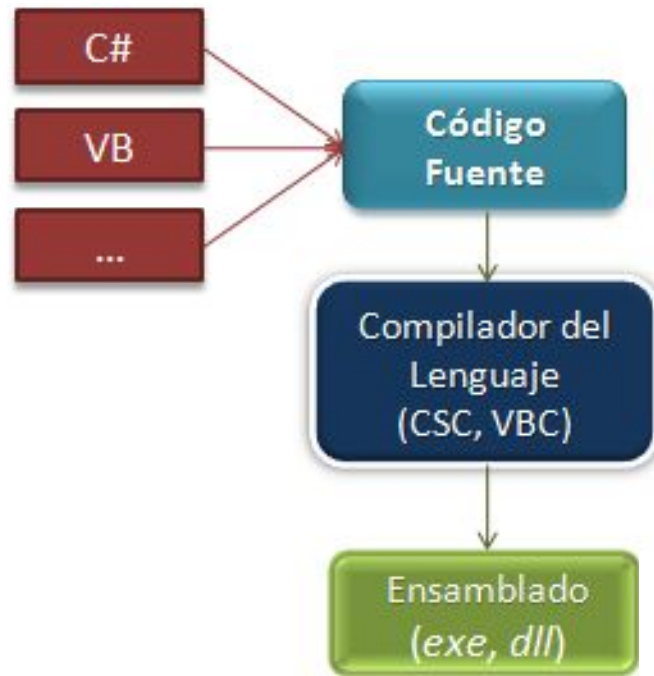 C#
VB
...
Código
Fuente
Compilador del
Lenguaje
(CSC, VBC)
Ensamblado
(exe, dll)